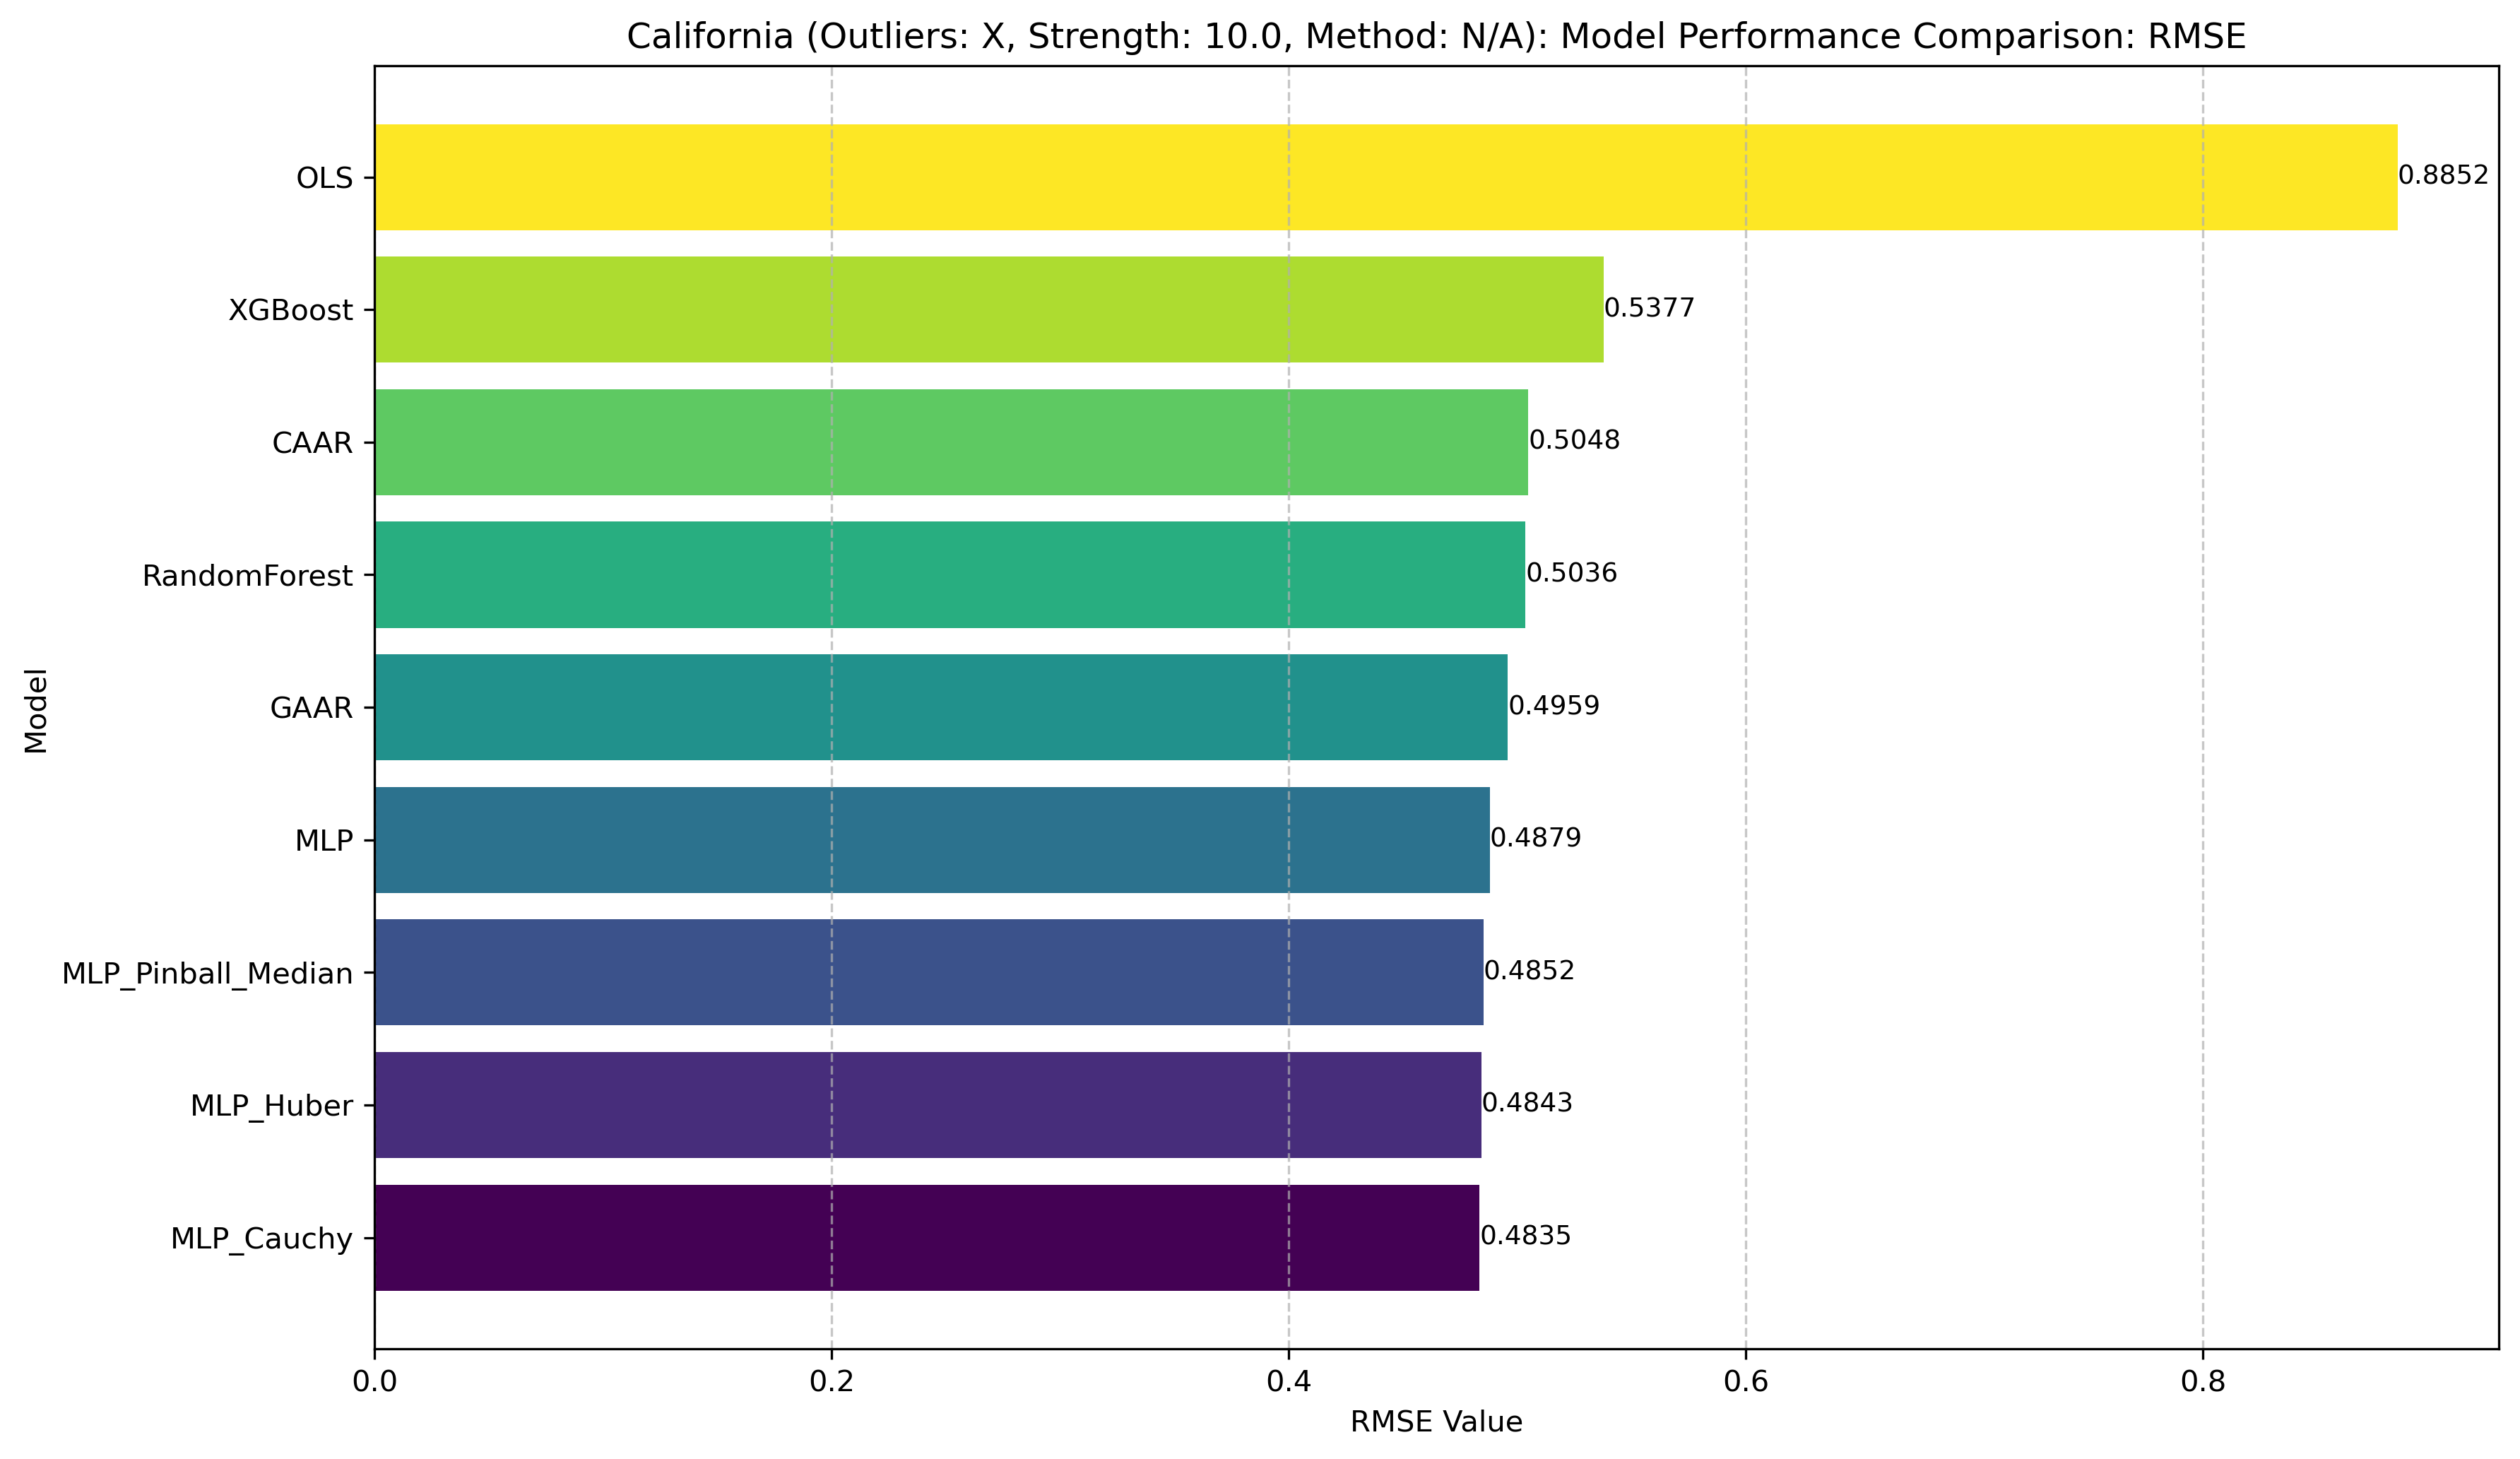 California (Outliers: X, Strength: 10.0, Method: N/A): Model Performance Comparison: RMSE
Model
OLS
0.8852
XGBoost
0.5377
CAAR
0.5048
RandomForest
0.5036
GAAR
0.4959
MLP
0.4879
MLP_Pinball_Median
0.4852
MLP_Huber
0.4843
MLP_Cauchy
0.4835
0.0 0.2 0.4 0.6 0.8
RMSE Value